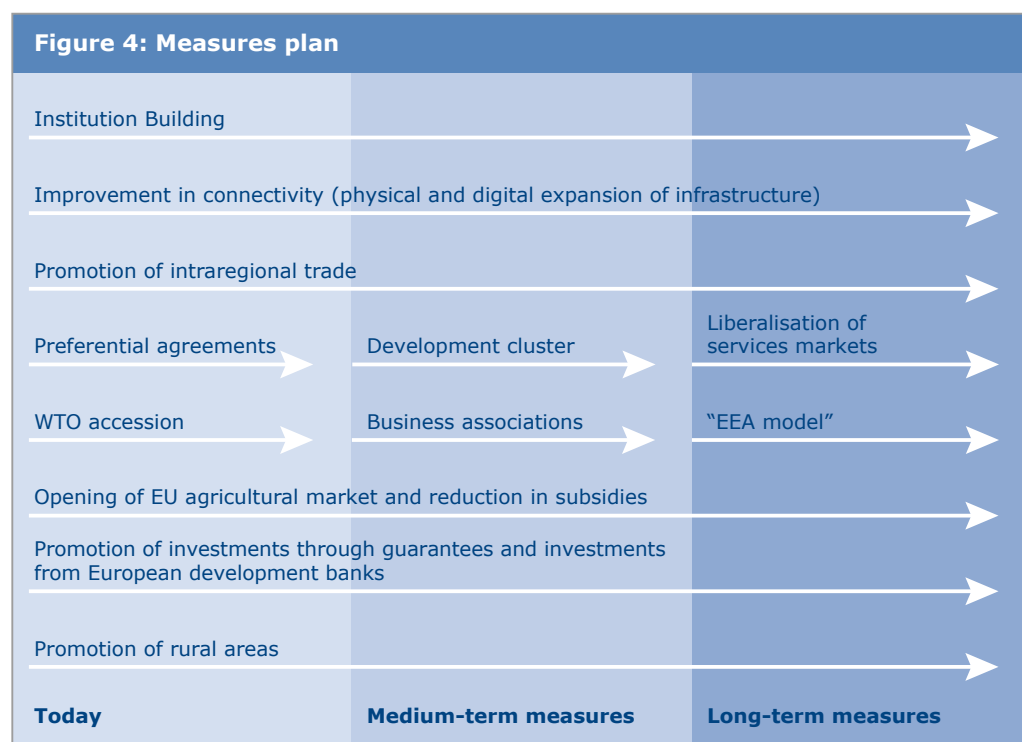 Figure 4: Measures plan
Institution Building
Improvement in connectivity (physical and digital expansion of infrastructure)
Promotion of intraregional trade
Preferential agreements
Development cluster
Liberalisation of
services markets
WTO accession
Business associations
“EEA model”
Opening of EU agricultural market and reduction in subsidies
Promotion of investments through guarantees and investments
from European development banks
Promotion of rural areas
Today
Medium-term measures
Long-term measures